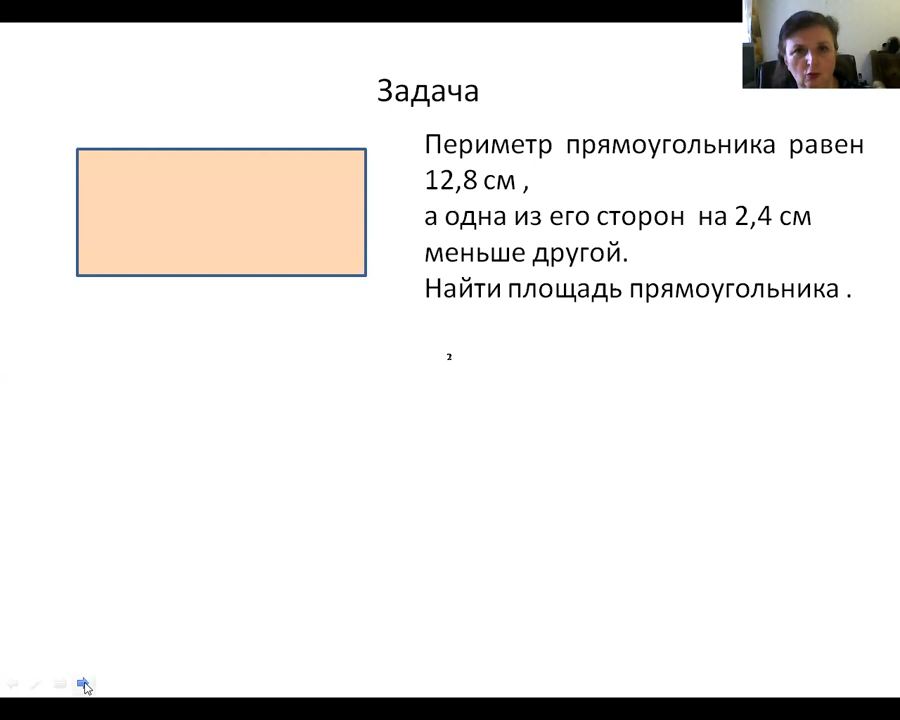 Задача
Периметр прямоугольника равен
12,8 см ,
а одна из его сторон на 2,4 см
меньше другой.
Найти площадь прямоугольника .
2